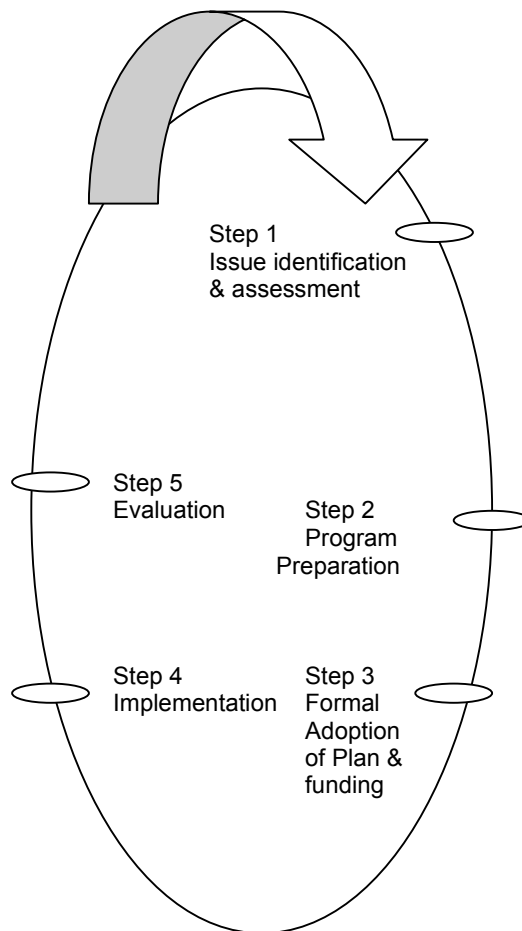 Step 1
Issue identification
& assessment
Step 5
Evaluation
Step 2
Program
Preparation
Step 4
Implementation
Step 3
Formal
Adoption
of Plan &
funding